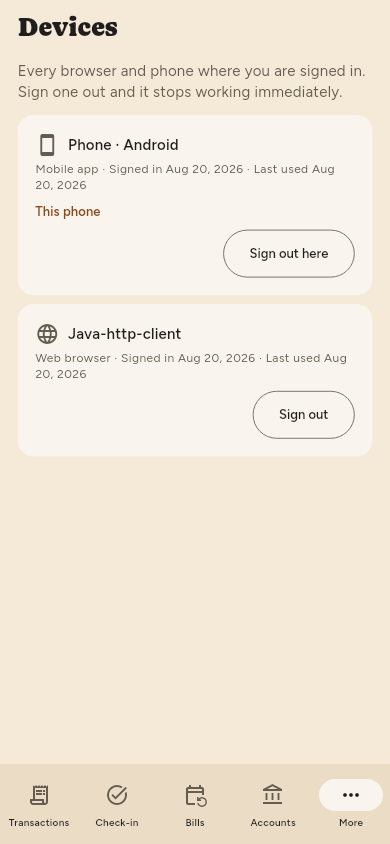 Devices
Every browser and phone where you are signed in.
Sign one out and it stops working immediately.
Phone · Android
Mobile app · Signed in Aug 20, 2026 · Last used Aug
20, 2026
This phone
Sign out here
Java-http-client
Web browser · Signed in Aug 20, 2026 · Last used Aug
20, 2026
Sign out
Transactions
Check-in
Bills
Accounts
More